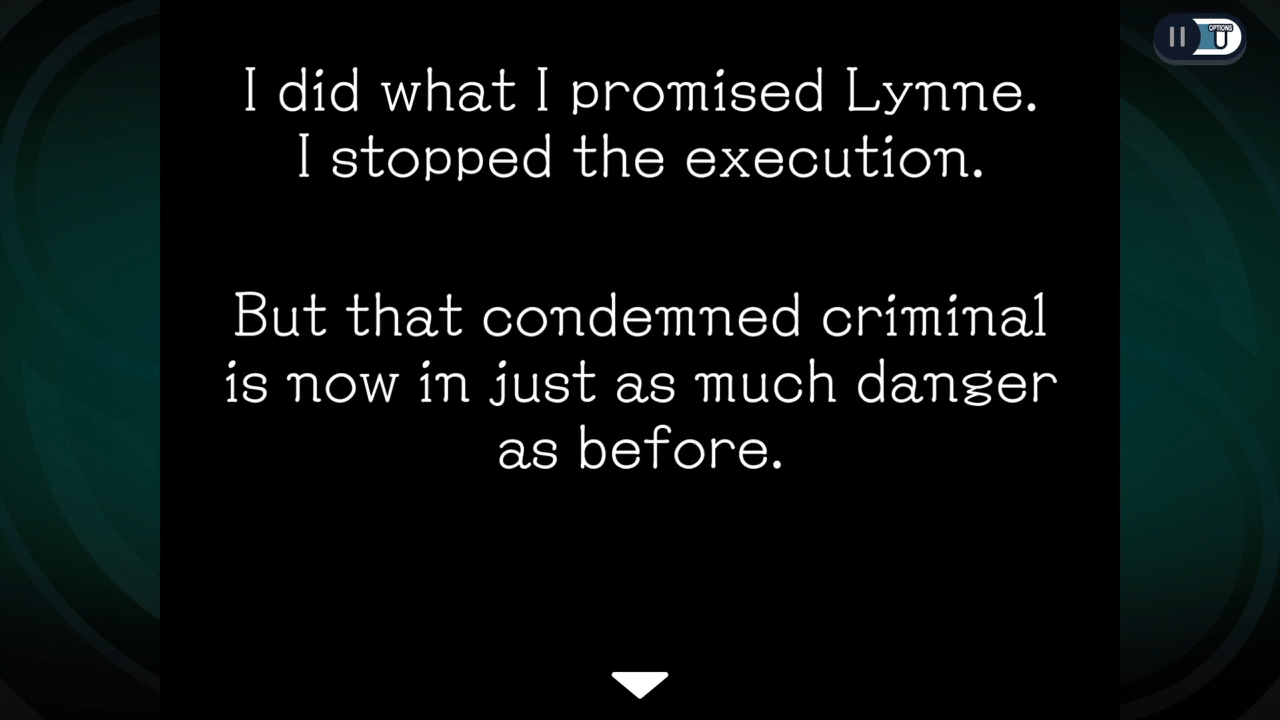 OPTIONS
I did what I promised Lynne.
I stopped the execution.
But that condemned criminal
is now in just as much danger
as before.